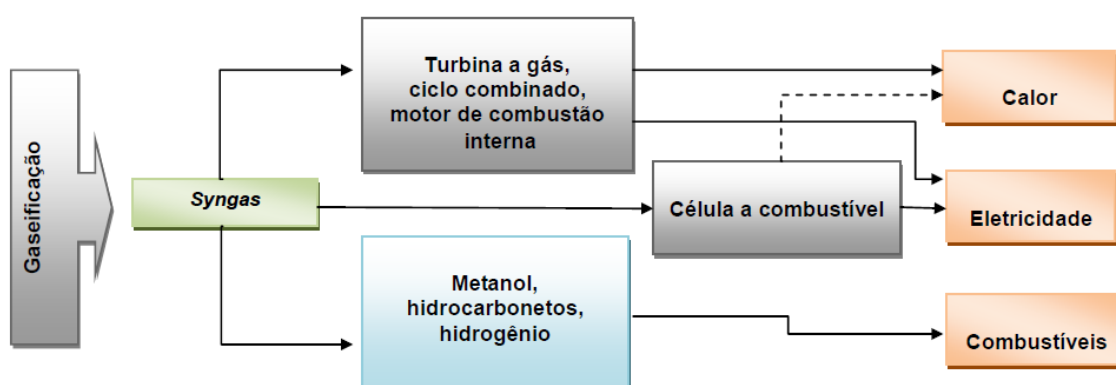 Gaseificação
Syngas
Turbina a gás,
ciclo combinado,
motor de combustão
interna
Célula a combustível
Metanol,
hidrocarbonetos,
hidrogênio
Calor
Eletricidade
Combustíveis